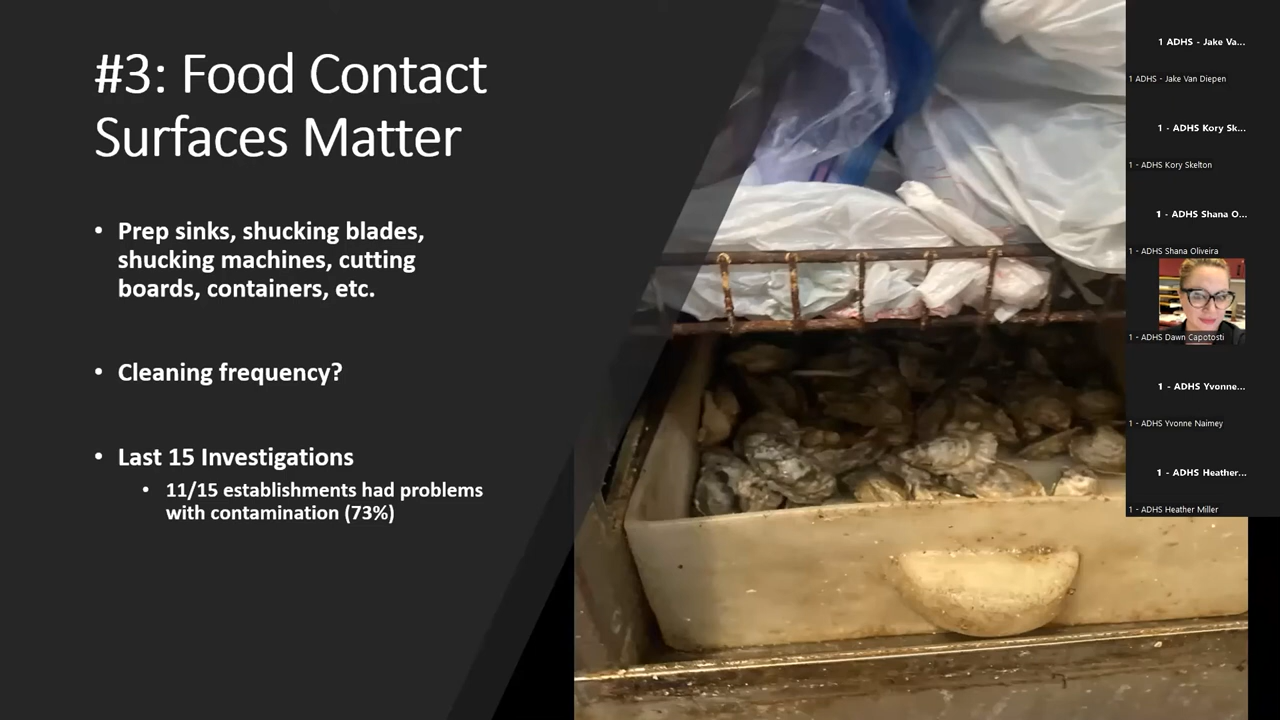 #3: Food Contact
Surfaces Matter
• Prep sinks, shucking blades,
shucking machines, cutting
boards, containers, etc.
• Cleaning frequency?
• Last 15 Investigations
• 11/15 establishments had problems
with contamination (73%)
1 ADHS - Jake Va...
1 ADHS - Jake Van Diepen
1 - ADHS Kory Sk...
1 - ADHS Kory Skelton
1 - ADHS Shana O...
1 - ADHS Shana Oliveira
1 - ADHS Dawn Capotosti
1 - ADHS Yvonne...
1 - ADHS Yvonne Naimey
1 - ADHS Heather...
1 - ADHS Heather Miller